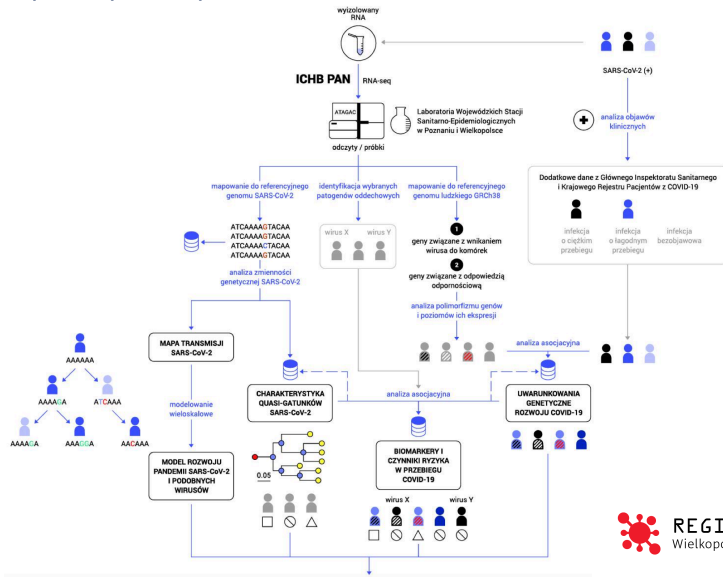 wyizolowany
RNA
ICHB PAN
RNA-seq
SARS-CoV-2 (+)
ATAGAC
Laboratoria Wojewódzkich Stacji
Sanitarno-Epidemiologicznych
w Poznaniu i Wielkopolsce
odczyty / próbki
analiza objawów
klinicznych
mapowanie do referencyjnego
genomu SARS-CoV-2
identyfikacja wybranych
patogenów oddechowych
mapowanie do referencyjnego
genomu ludzkiego GRCh38
Dodatkowe dane z Głównego Inspektoratu Sanitarnego
i Krajowego Rejestru Pacjentów z COVID-19
infekcja
o ciężkim
przebiegu
infekcja
o łagodnym
przebiegu
infekcja
bezobjawowa
ATCAAAAGTACAA
ATCAAAAGTACAA
ATCAAAACTACAA
ATCAAAAGTACAA
wirus X
wirus Y
1
geny związane z wnikaniem
wirusa do komórek
2
geny związane z odpowiedzią
odpornościową
analiza zmienności
genetycznej SARS-CoV-2
analiza polimorfizmu genów
i poziomów ich ekspresji
MAPA TRANSMISJI
SARS-CoV-2
analiza asocjacyjna
AAAAAA
AAAAGA
ATCAAA
AAAAGA
AAAGGA
AACAAA
modelowanie
wieloskalowe
CHARAKTERYSTYKA
QUASI-GATUNKÓW
SARS-CoV-2
analiza asocjacyjna
UWARUNKOWANIA
GENETYCZNE
ROZWOJU COVID-19
MODEL ROZWOJU
PANDEMII SARS-CoV-2
I PODOBNYCH
WIRUSÓW
0.05
BIOMARKERY I
CZYNNIKI RYZYKA
W PRZEBIEGU
COVID-19
wirus X
wirus Y
REGI
Wielkopo